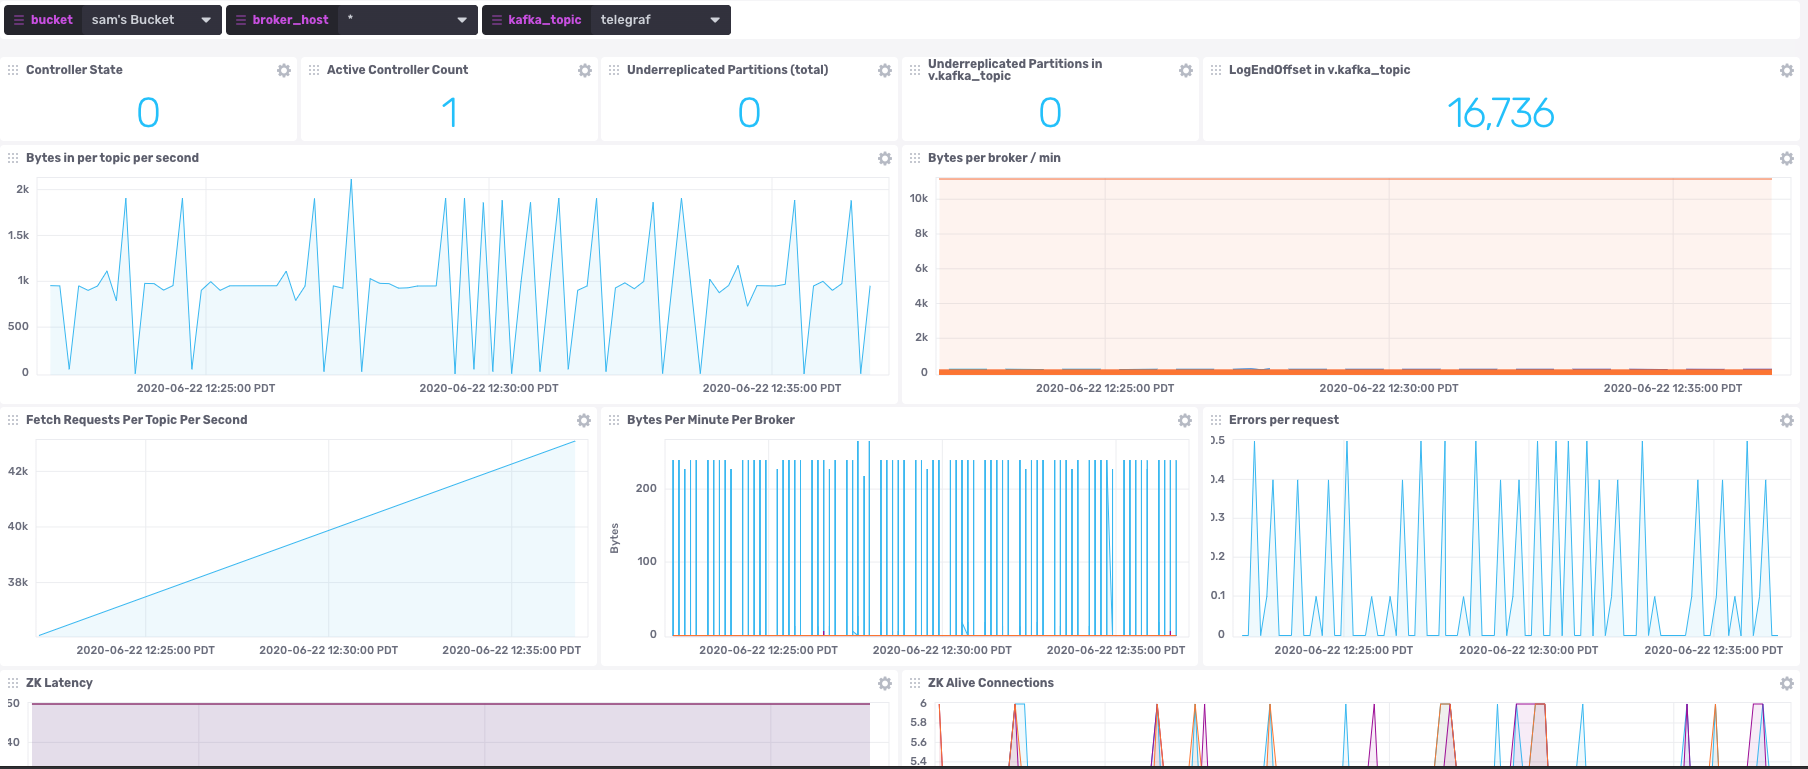 bucket sam's Bucket broker_host * kafka_topic telegraf
Controller State
0
Active Controller Count
1
Underreplicated Partitions (total)
0
Underreplicated Partitions in
v.kafka_topic
0
LogEndOffset in v.kafka_topic
16,736
Bytes in per topic per second
2k
1.5k
1k
500
0
2020-06-22 12:25:00 PDT 2020-06-22 12:30:00 PDT 2020-06-22 12:35:00 PDT
Bytes per broker / min
10k
8k
6k
4k
2k
0
2020-06-22 12:25:00 PDT 2020-06-22 12:30:00 PDT 2020-06-22 12:35:00 PDT
Fetch Requests Per Topic Per Second
42k
40k
38k
2020-06-22 12:25:00 PDT 2020-06-22 12:30:00 PDT 2020-06-22 12:35:00 PDT
Bytes Per Minute Per Broker
Bytes
200
100
0
2020-06-22 12:25:00 PDT 2020-06-22 12:30:00 PDT 2020-06-22 12:35:00 PDT
Errors per request
0.5
0.4
0.3
0.2
0.1
0
2020-06-22 12:25:00 PDT 2020-06-22 12:30:00 PDT 2020-06-22 12:35:00 PDT
ZK Latency
50
40
ZK Alive Connections
6
5.8
5.6
5.4